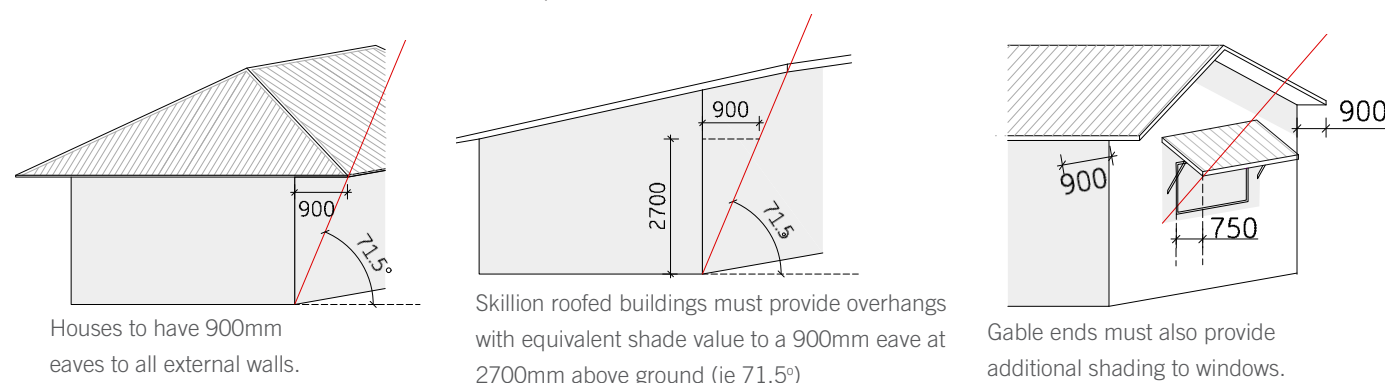 900
71.5°
Houses to have 900mm
eaves to all external walls.
900
2700
71.5°
Skillion roofed buildings must provide overhangs
with equivalent shade value to a 900mm eave at
2700mm above ground (ie 71.5º)
900
900
750
Gable ends must also provide
additional shading to windows.